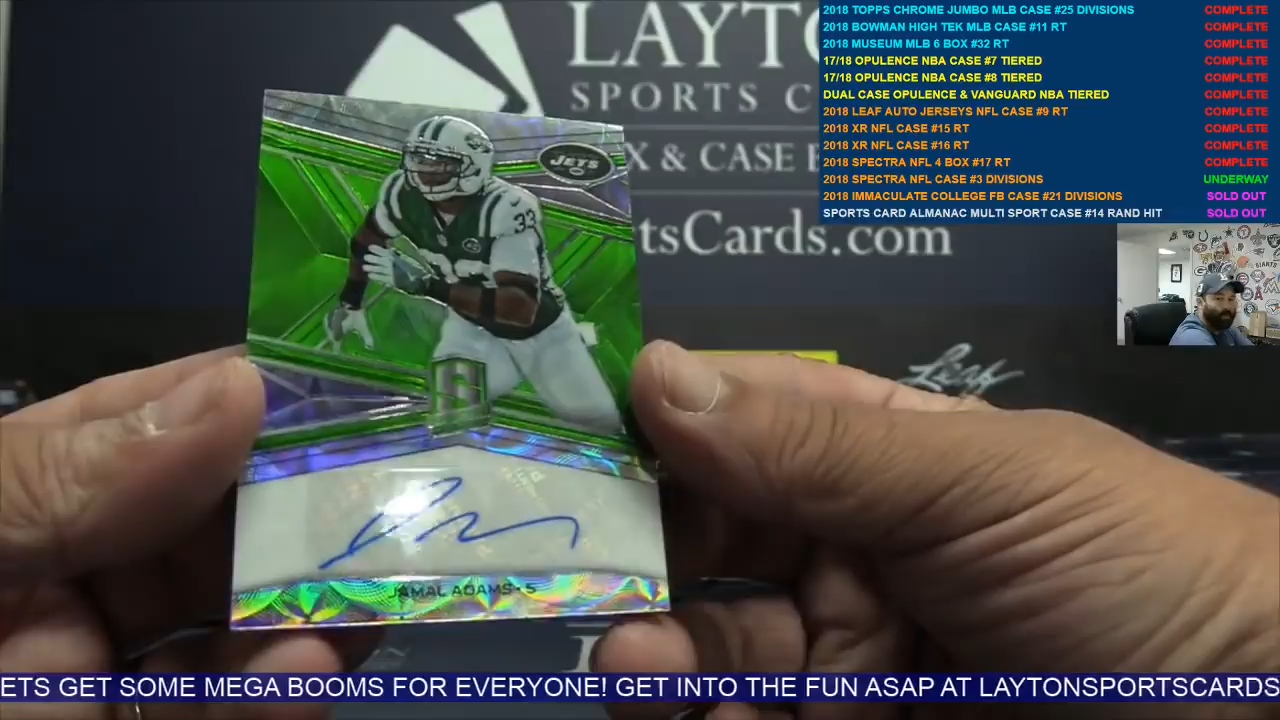 2018 TOPPS CHROME JUMBO MLB CASE #25 DIVISIONS COMPLETE
2018 BOWMAN HIGH TEK MLB CASE #11 RT COMPLETE
2018 MUSEUM MLB 6 BOX #32 RT COMPLETE
17/18 OPULENCE NBA CASE #7 TIERED COMPLETE
17/18 OPULENCE NBA CASE #8 TIERED COMPLETE
DUAL CASE OPULENCE & VANGUARD NBA TIERED COMPLETE
2018 LEAF AUTO JERSEYS NFL CASE #9 RT COMPLETE
2018 XR NFL CASE #15 RT COMPLETE
2018 XR NFL CASE #16 RT COMPLETE
2018 SPECTRA NFL 4 BOX #17 RT COMPLETE
2018 SPECTRA NFL CASE #3 DIVISIONS UNDERWAY
2018 IMMACULATE COLLEGE FB CASE #21 DIVISIONS SOLD OUT
SPORTS CARD ALMANAC MULTI SPORT CASE #14 RAND HIT SOLD OUT
LAYTO
SPORTS C
X & CASE
tsCards.com
JETS
33
S
Leaf
JAMAL ADAMS - S
ETS GET SOME MEGA BOOMS FOR EVERYONE! GET INTO THE FUN ASAP AT LAYTONSPORTSCARDS